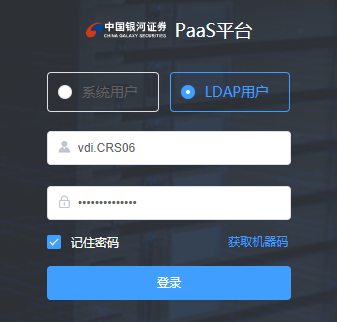 中国银河证券 PaaS平台
CHINA GALAXY SECURITIES
系统用户 LDAP用户
vdi.CRS06
••••••••••••••
记住密码 获取机器码
登录